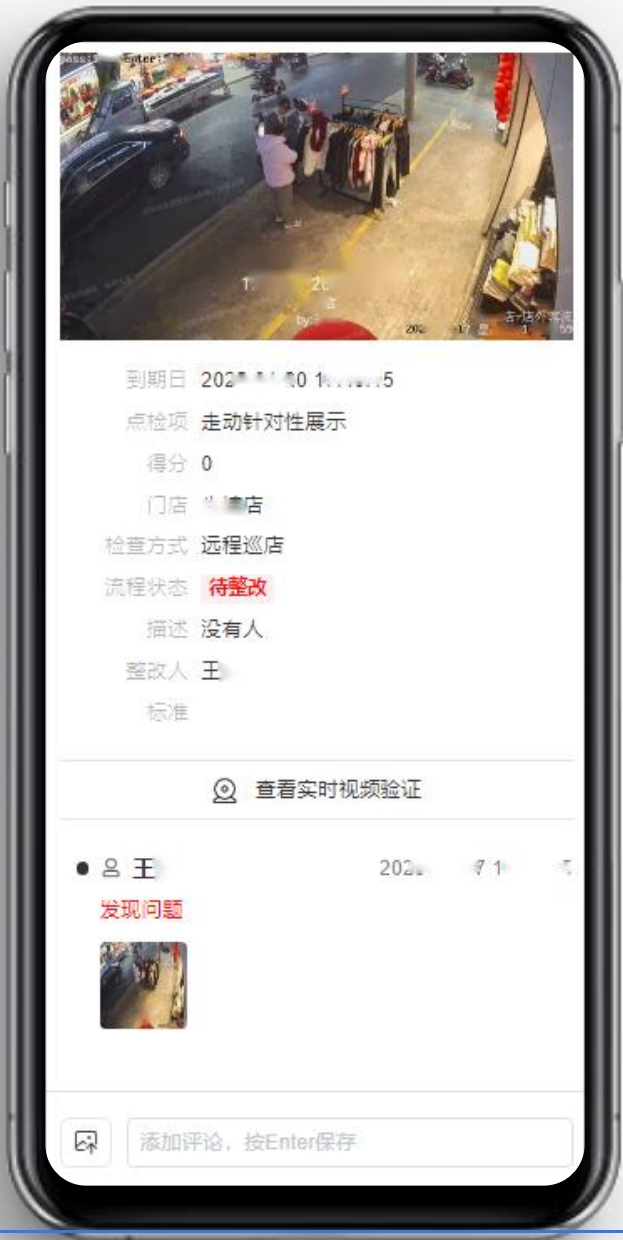 Enter:
by:
到期日
点检项 走动针对性展示
得分 0
门店 店
检查方式 远程巡店
流程状态 待整改
描述 没有人
整改人 王
标准
查看实时视频验证
王
发现问题
添加评论，按Enter保存